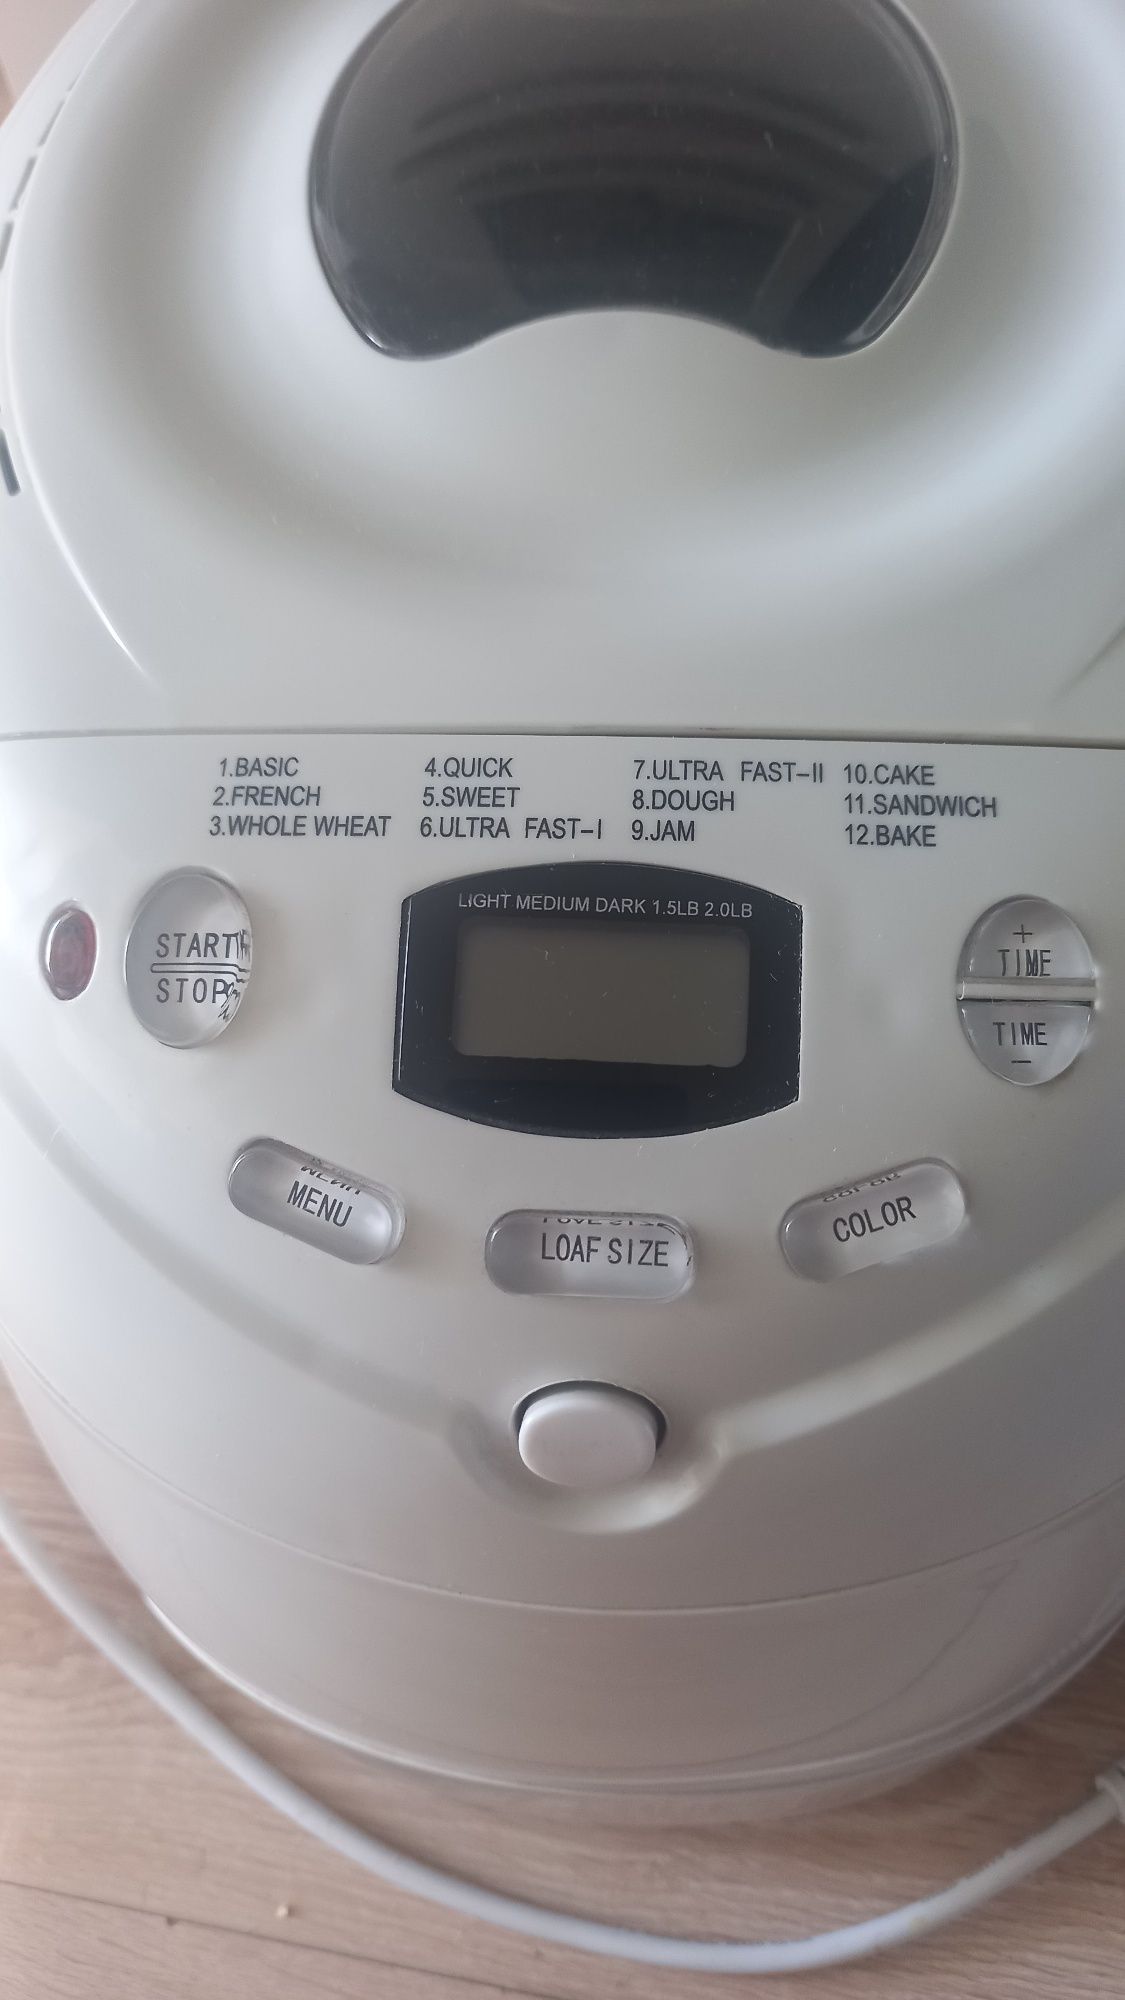 1.BASIC 4.QUICK 7.ULTRA FAST-II 10.CAKE
2.FRENCH 5.SWEET 8.DOUGH 11.SANDWICH
3.WHOLE WHEAT 6.ULTRA FAST-I 9.JAM 12.BAKE
LIGHT MEDIUM DARK 1.5LB 2.0LB
START
STOP
+
TIME
TIME
-
MENU
LOAF SIZE
COLOR